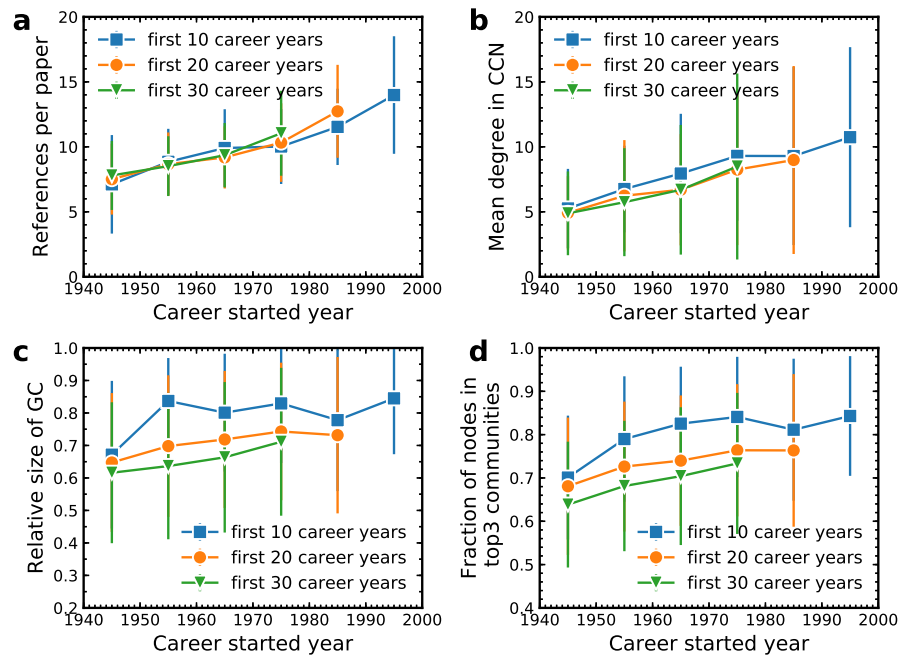 a
References per paper
20
15
10
5
0
first 10 career years
first 20 career years
first 30 career years
1940 1950 1960 1970 1980 1990 2000
Career started year
b
Mean degree in CCN
20
15
10
5
0
first 10 career years
first 20 career years
first 30 career years
1940 1950 1960 1970 1980 1990 2000
Career started year
c
Relative size of GC
1.0
0.9
0.8
0.7
0.6
0.5
0.4
0.3
0.2
first 10 career years
first 20 career years
first 30 career years
1940 1950 1960 1970 1980 1990 2000
Career started year
d
Fraction of nodes in
top3 communities
1.0
0.9
0.8
0.7
0.6
0.5
0.4
first 10 career years
first 20 career years
first 30 career years
1940 1950 1960 1970 1980 1990 2000
Career started year